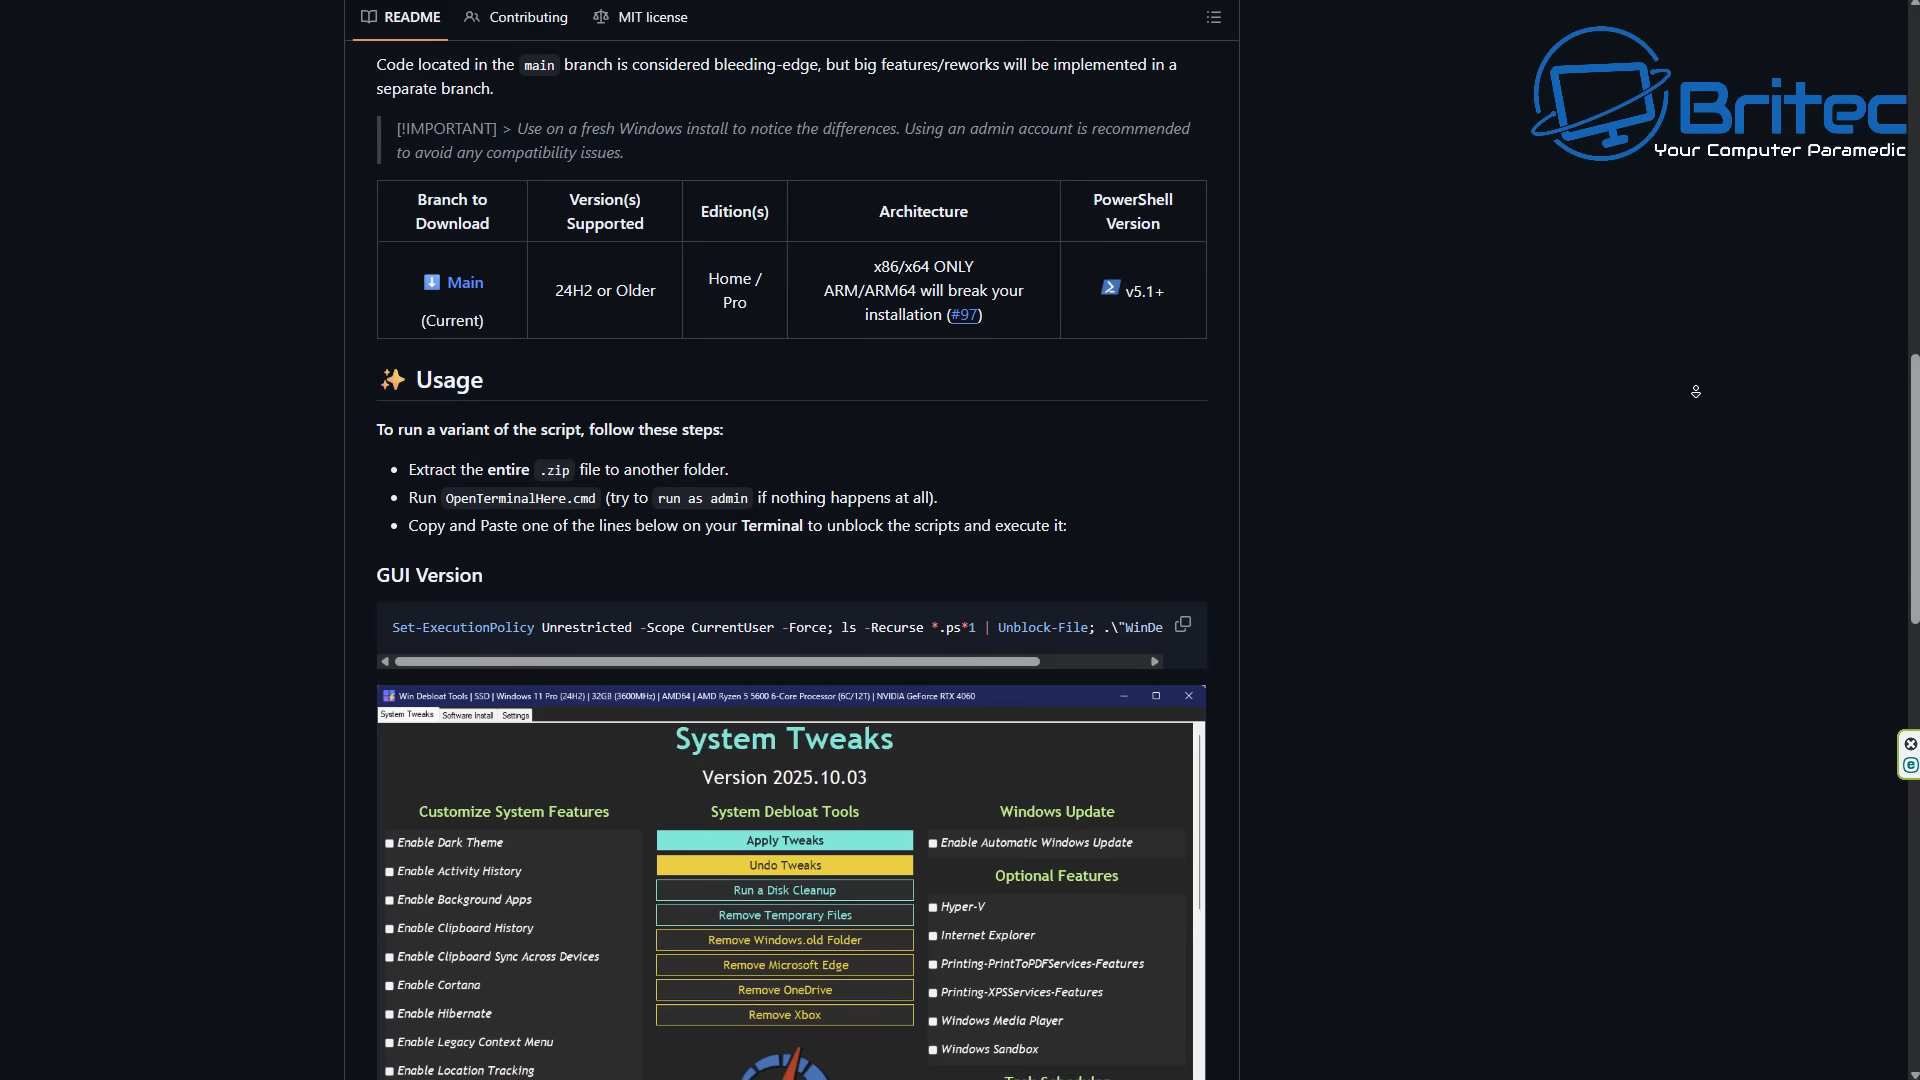 README
Contributing
MIT license
Code located in the main branch is considered bleeding-edge, but big features/reworks will be implemented in a
separate branch.
[!IMPORTANT] > Use on a fresh Windows install to notice the differences. Using an admin account is recommended
to avoid any compatibility issues.
Branch to
Download
Version(s)
Supported
Edition(s)
Architecture
PowerShell
Version
Main
(Current)
24H2 or Older
Home /
Pro
x86/x64 ONLY
ARM/ARM64 will break your
installation (#97)
v5.1+
✨ Usage
To run a variant of the script, follow these steps:
• Extract the entire .zip file to another folder.
• Run OpenTerminalHere.cmd (try to run as admin if nothing happens at all).
• Copy and Paste one of the lines below on your Terminal to unblock the scripts and execute it:
GUI Version
Set-ExecutionPolicy Unrestricted -Scope CurrentUser -Force; ls -Recurse *.ps*1 | Unblock-File; .\"WinDe
Win Debloat Tools | SSD | Windows 11 Pro (24H2) | 32GB (3600MHz) | AMD64 | AMD Ryzen 5 5600 6-Core Processor (6C/12T) | NVIDIA GeForce RTX 4060
System Tweaks
Software Install
Settings
System Tweaks
Version 2025.10.03
Customize System Features
Enable Dark Theme
Enable Activity History
Enable Background Apps
Enable Clipboard History
Enable Clipboard Sync Across Devices
Enable Cortana
Enable Hibernate
Enable Legacy Context Menu
Enable Location Tracking
System Debloat Tools
Apply Tweaks
Undo Tweaks
Run a Disk Cleanup
Remove Temporary Files
Remove Windows.old Folder
Remove Microsoft Edge
Remove OneDrive
Remove Xbox
Windows Update
Enable Automatic Windows Update
Optional Features
Hyper-V
Internet Explorer
Printing-PrintToPDFServices-Features
Printing-XPSServices-Features
Windows Media Player
Windows Sandbox
Britec
Your Computer Paramedic